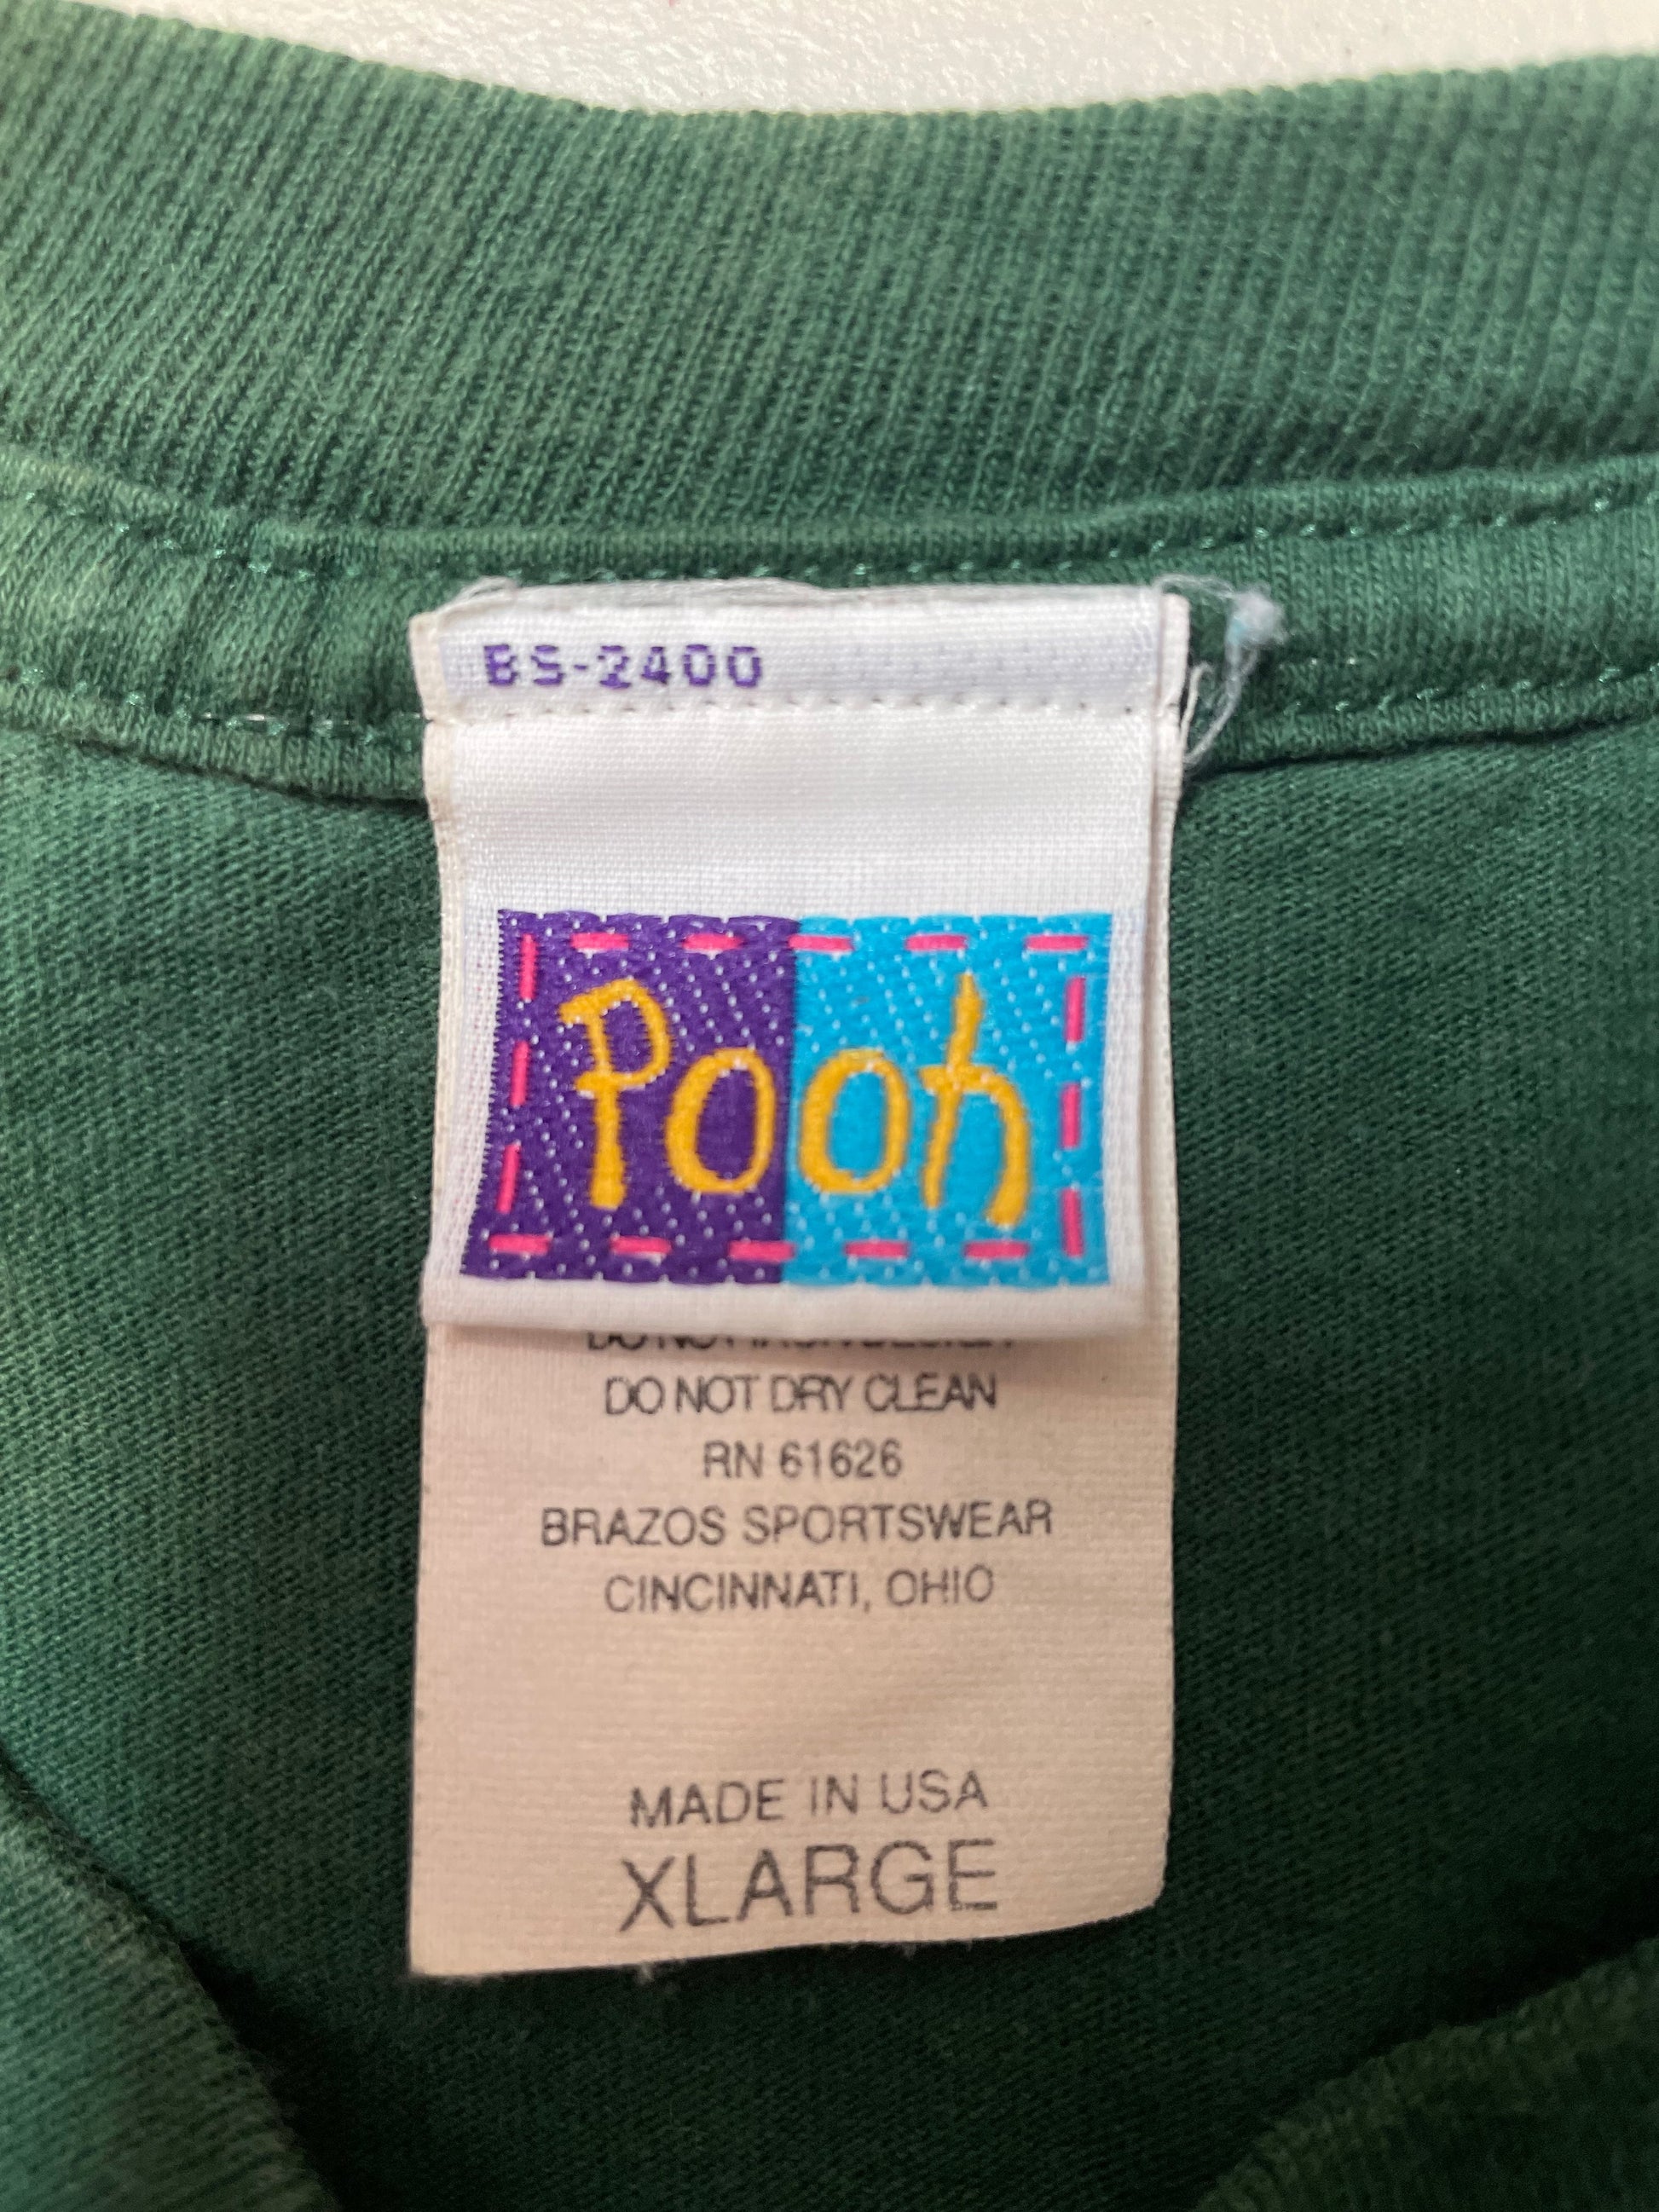 BS-2400
Pooh
DO NOT DRY CLEAN
RN 61626
BRAZOS SPORTSWEAR
CINCINNATI, OHIO
MADE IN USA
XLARGE